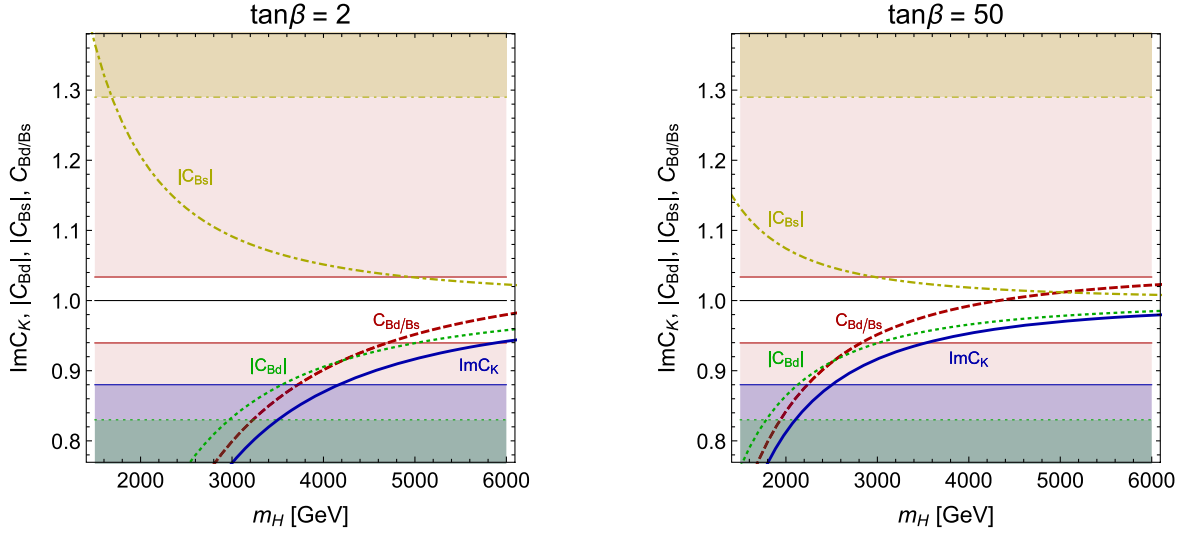 tanβ = 2
ImC_K, |C_Bd|, |C_Bs|, C_Bd/Bs
1.3
1.2
1.1
1.0
0.9
0.8
|C_Bs|
C_Bd/Bs
|C_Bd|
ImC_K
2000 3000 4000 5000 6000
m_H [GeV]
tanβ = 50
ImC_K, |C_Bd|, |C_Bs|, C_Bd/Bs
1.3
1.2
1.1
1.0
0.9
0.8
|C_Bs|
C_Bd/Bs
|C_Bd|
ImC_K
2000 3000 4000 5000 6000
m_H [GeV]